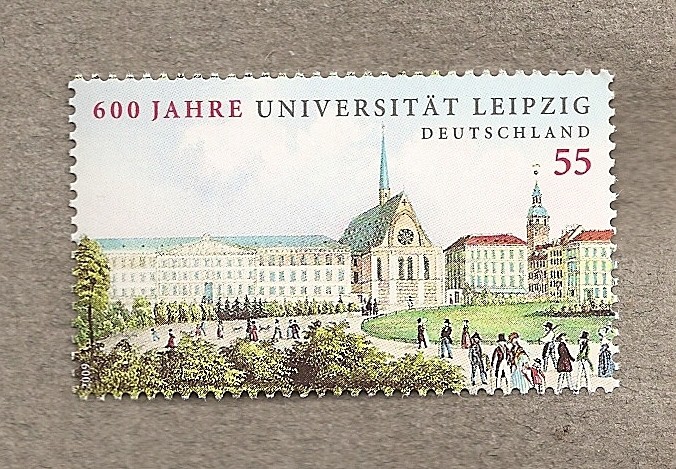 600 JAHRE UNIVERSITÄT LEIPZIG
DEUTSCHLAND
55
2009